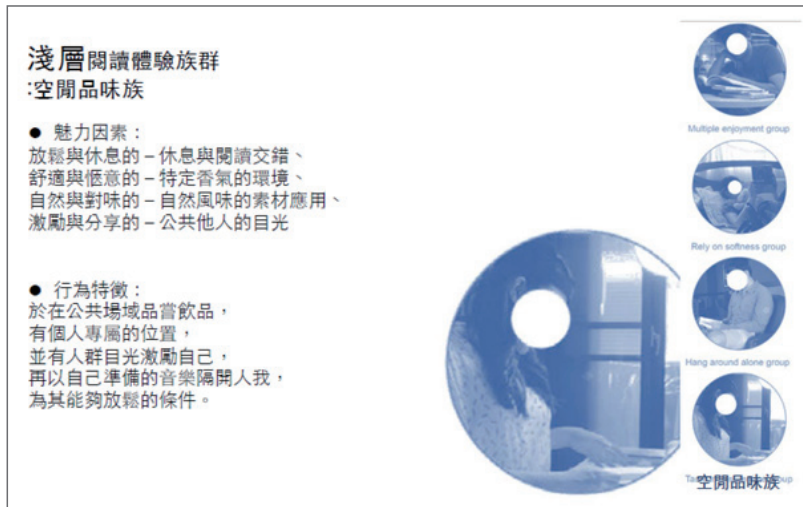 淺層閱讀體驗族群
:空閒品味族
● 魅力因素：
放鬆與休息的 – 休息與閱讀交錯、
舒適與愜意的 – 特定香氣的環境、
自然與對味的 – 自然風味的素材應用、
激勵與分享的 – 公共他人的目光
● 行為特徵：
於在公共場域品嘗飲品，
有個人專屬的位置，
並有人群目光激勵自己，
再以自己準備的音樂隔開人我，
為其能夠放鬆的條件。
Multiple enjoyment group
Rely on softness group
Hang around alone group
空閒品味族